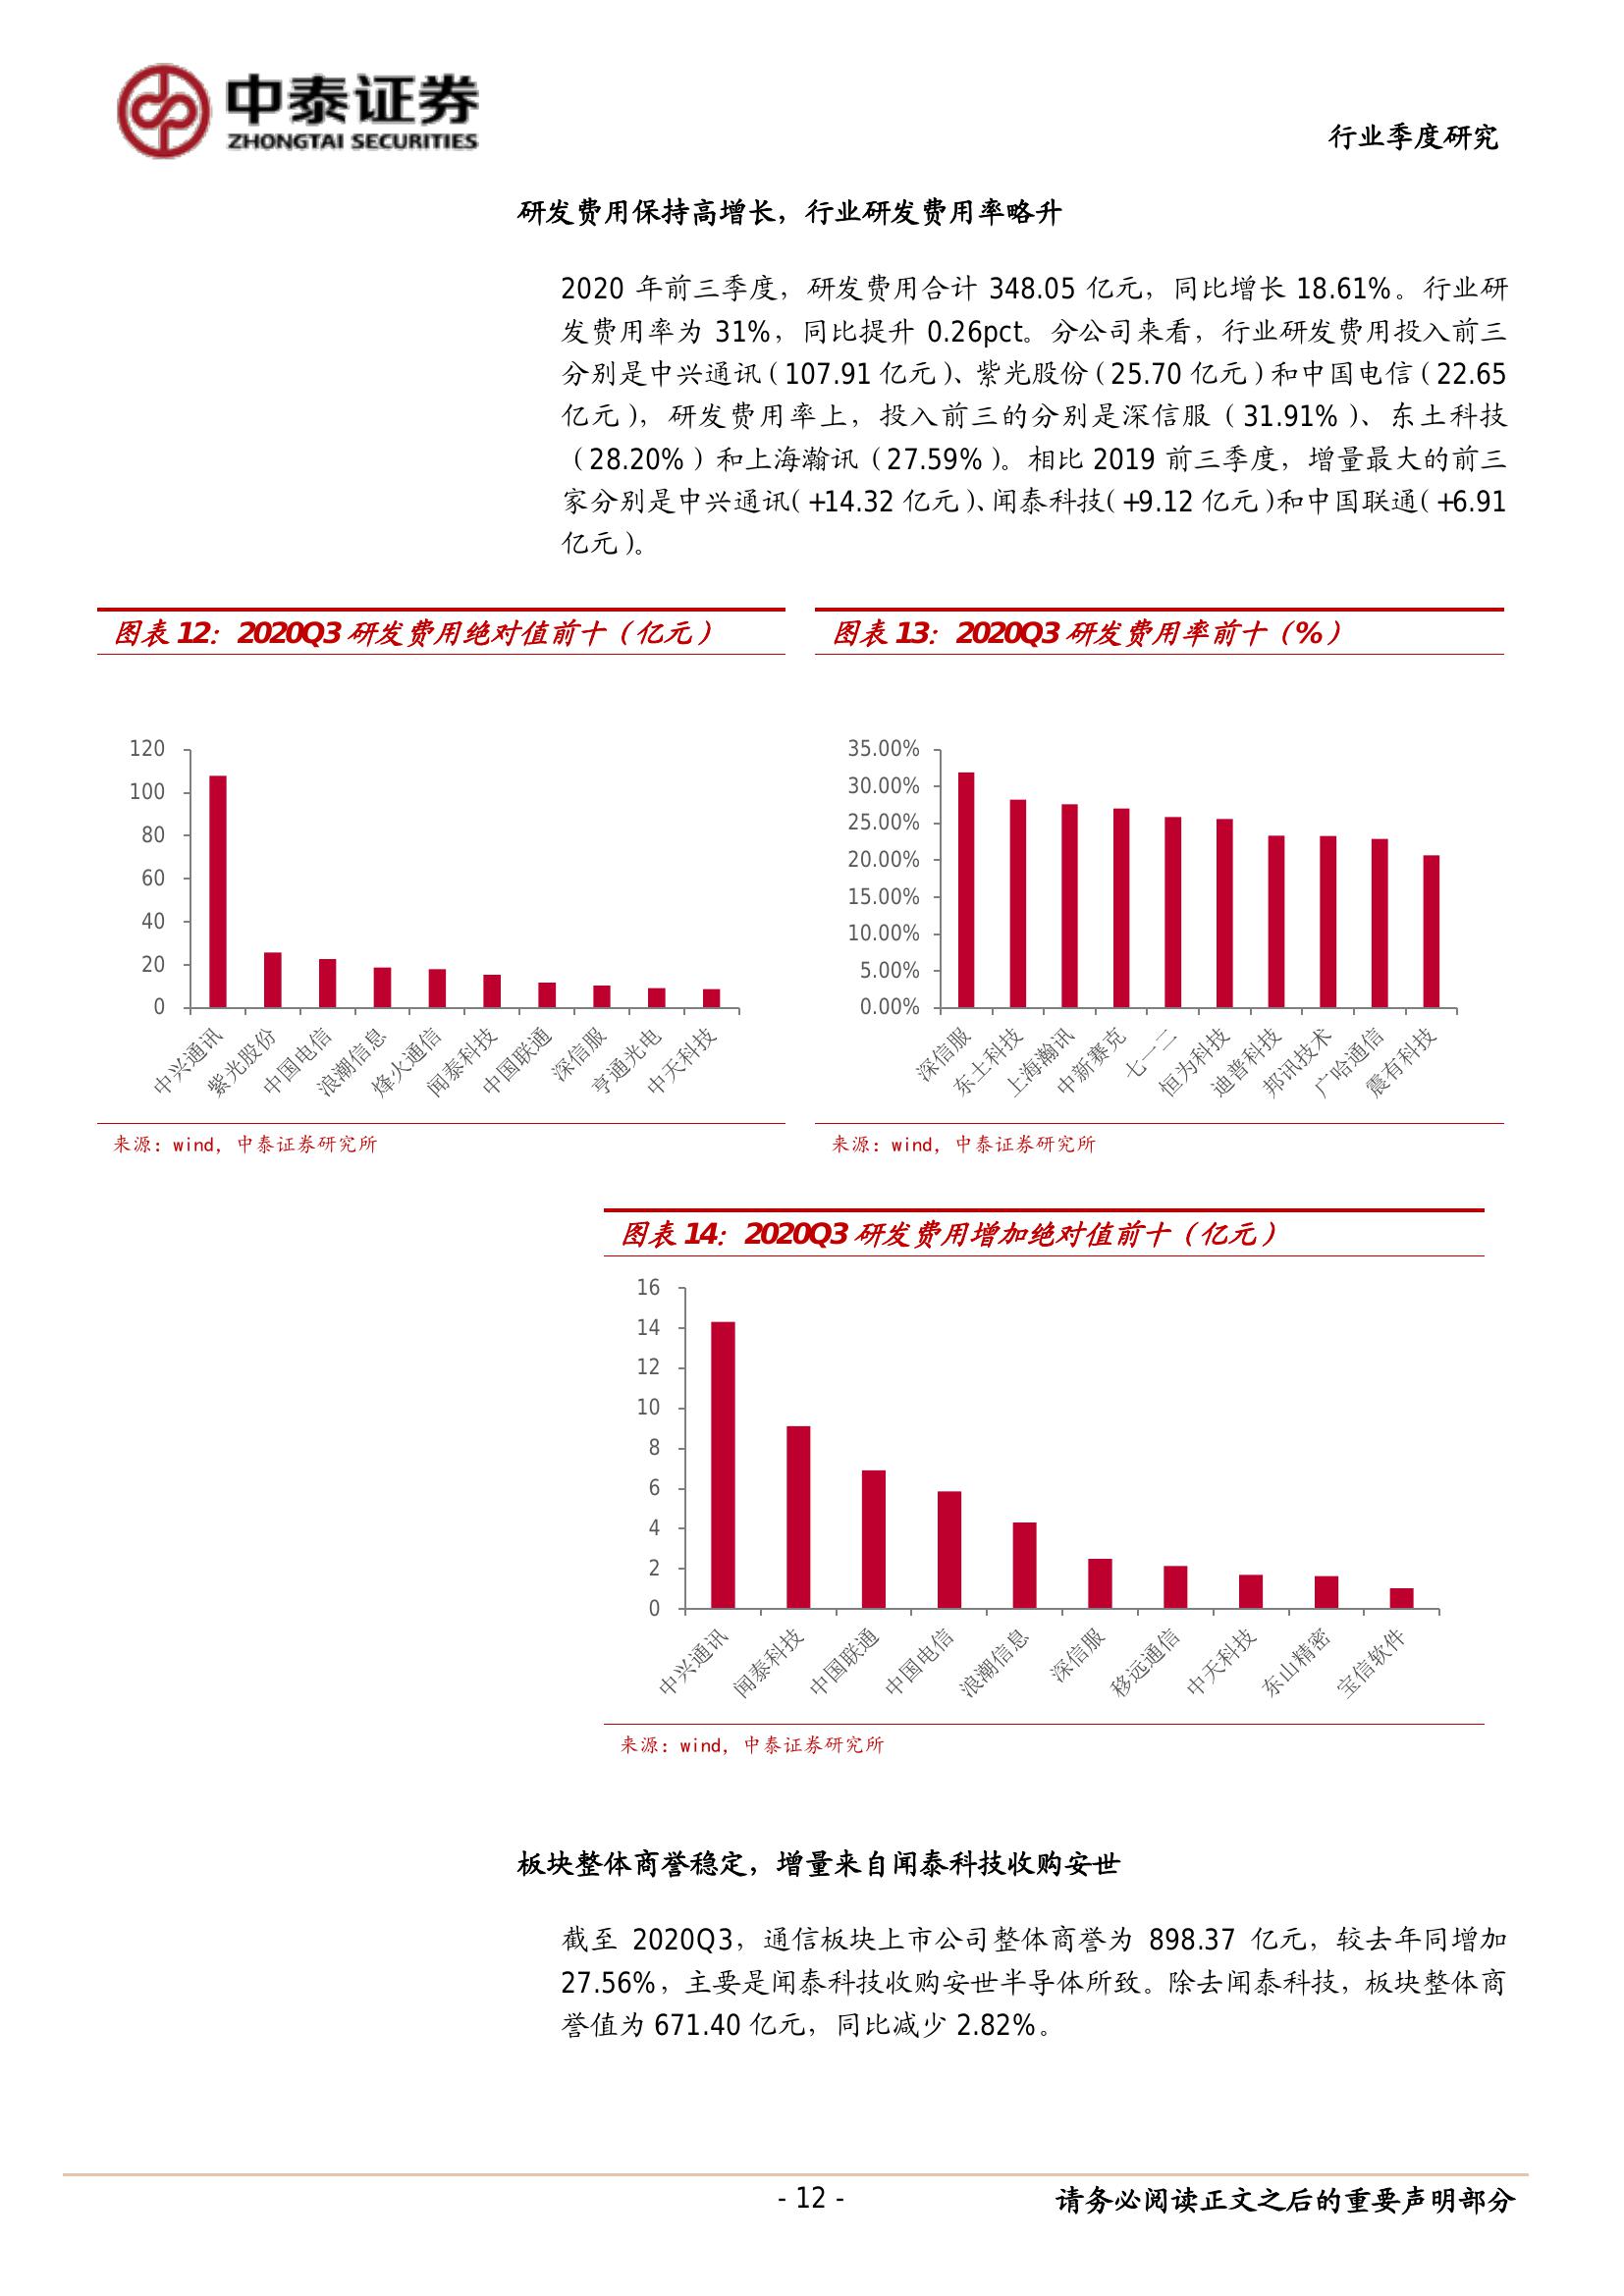 中泰证券
ZHONGTAI SECURITIES
行业季度研究
研发费用保持高增长，行业研发费用率略升
2020 年前三季度，研发费用合计 348.05 亿元，同比增长 18.61%。行业研
发费用率为 31%，同比提升 0.26pct。分公司来看，行业研发费用投入前三
分别是中兴通讯（107.91 亿元）、紫光股份（25.70 亿元）和中国电信（22.65
亿元），研发费用率上，投入前三的分别是深信服（31.91%）、东土科技
（28.20%）和上海瀚讯（27.59%）。相比 2019 前三季度，增量最大的前三
家分别是中兴通讯（+14.32 亿元）、闻泰科技（+9.12 亿元）和中国联通（+6.91
亿元）。
图表 12：2020Q3 研发费用绝对值前十（亿元）
120
100
80
60
40
20
0
中兴通讯
紫光股份
中国电信
浪潮信息
烽火通信
闻泰科技
中国联通
深信服
亨通光电
中天科技
来源：wind，中泰证券研究所
图表 13：2020Q3 研发费用率前十（%）
35.00%
30.00%
25.00%
20.00%
15.00%
10.00%
5.00%
0.00%
深信服
东土科技
上海瀚讯
中新赛克
七一二
恒为科技
迪普科技
邦讯技术
广哈通信
震有科技
来源：wind，中泰证券研究所
图表 14：2020Q3 研发费用增加绝对值前十（亿元）
16
14
12
10
8
6
4
2
0
中兴通讯
闻泰科技
中国联通
中国电信
浪潮信息
深信服
移远通信
中天科技
东山精密
宝信软件
来源：wind，中泰证券研究所
板块整体商誉稳定，增量来自闻泰科技收购安世
截至 2020Q3，通信板块上市公司整体商誉为 898.37 亿元，较去年同增加
27.56%，主要是闻泰科技收购安世半导体所致。除去闻泰科技，板块整体商
誉值为 671.40 亿元，同比减少 2.82%。
- 12 -
请务必阅读正文之后的重要声明部分